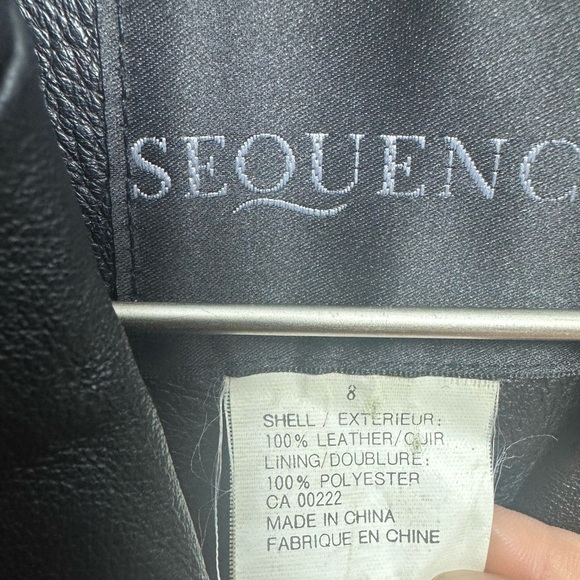 SEQUENC
8
SHELL / EXTERIEUR:
100% LEATHER/CUIR
LINING/DOUBLURE:
100% POLYESTER
CA 00222
MADE IN CHINA
FABRIQUE EN CHINE